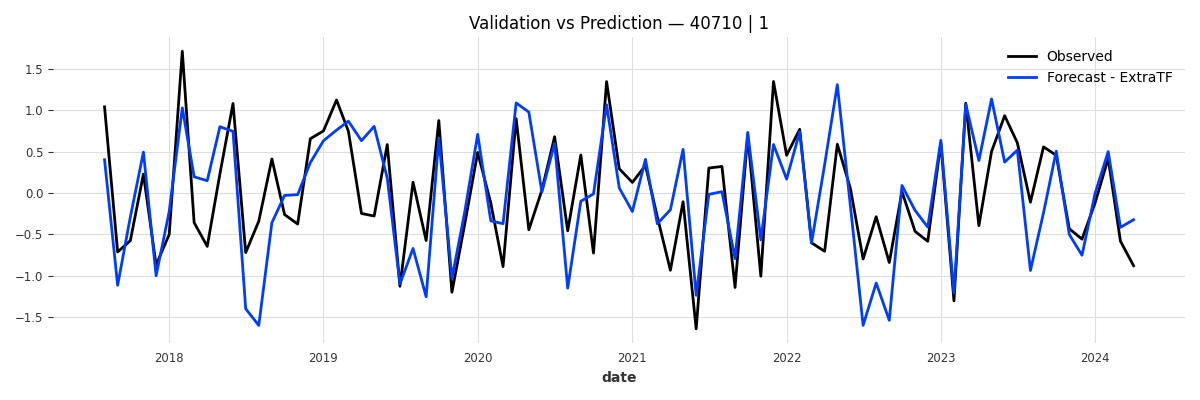 Validation vs Prediction — 40710 | 1
Observed
Forecast - ExtraTF
1.5
1.0
0.5
0.0
−0.5
−1.0
−1.5
2018 2019 2020 2021 2022 2023 2024
date